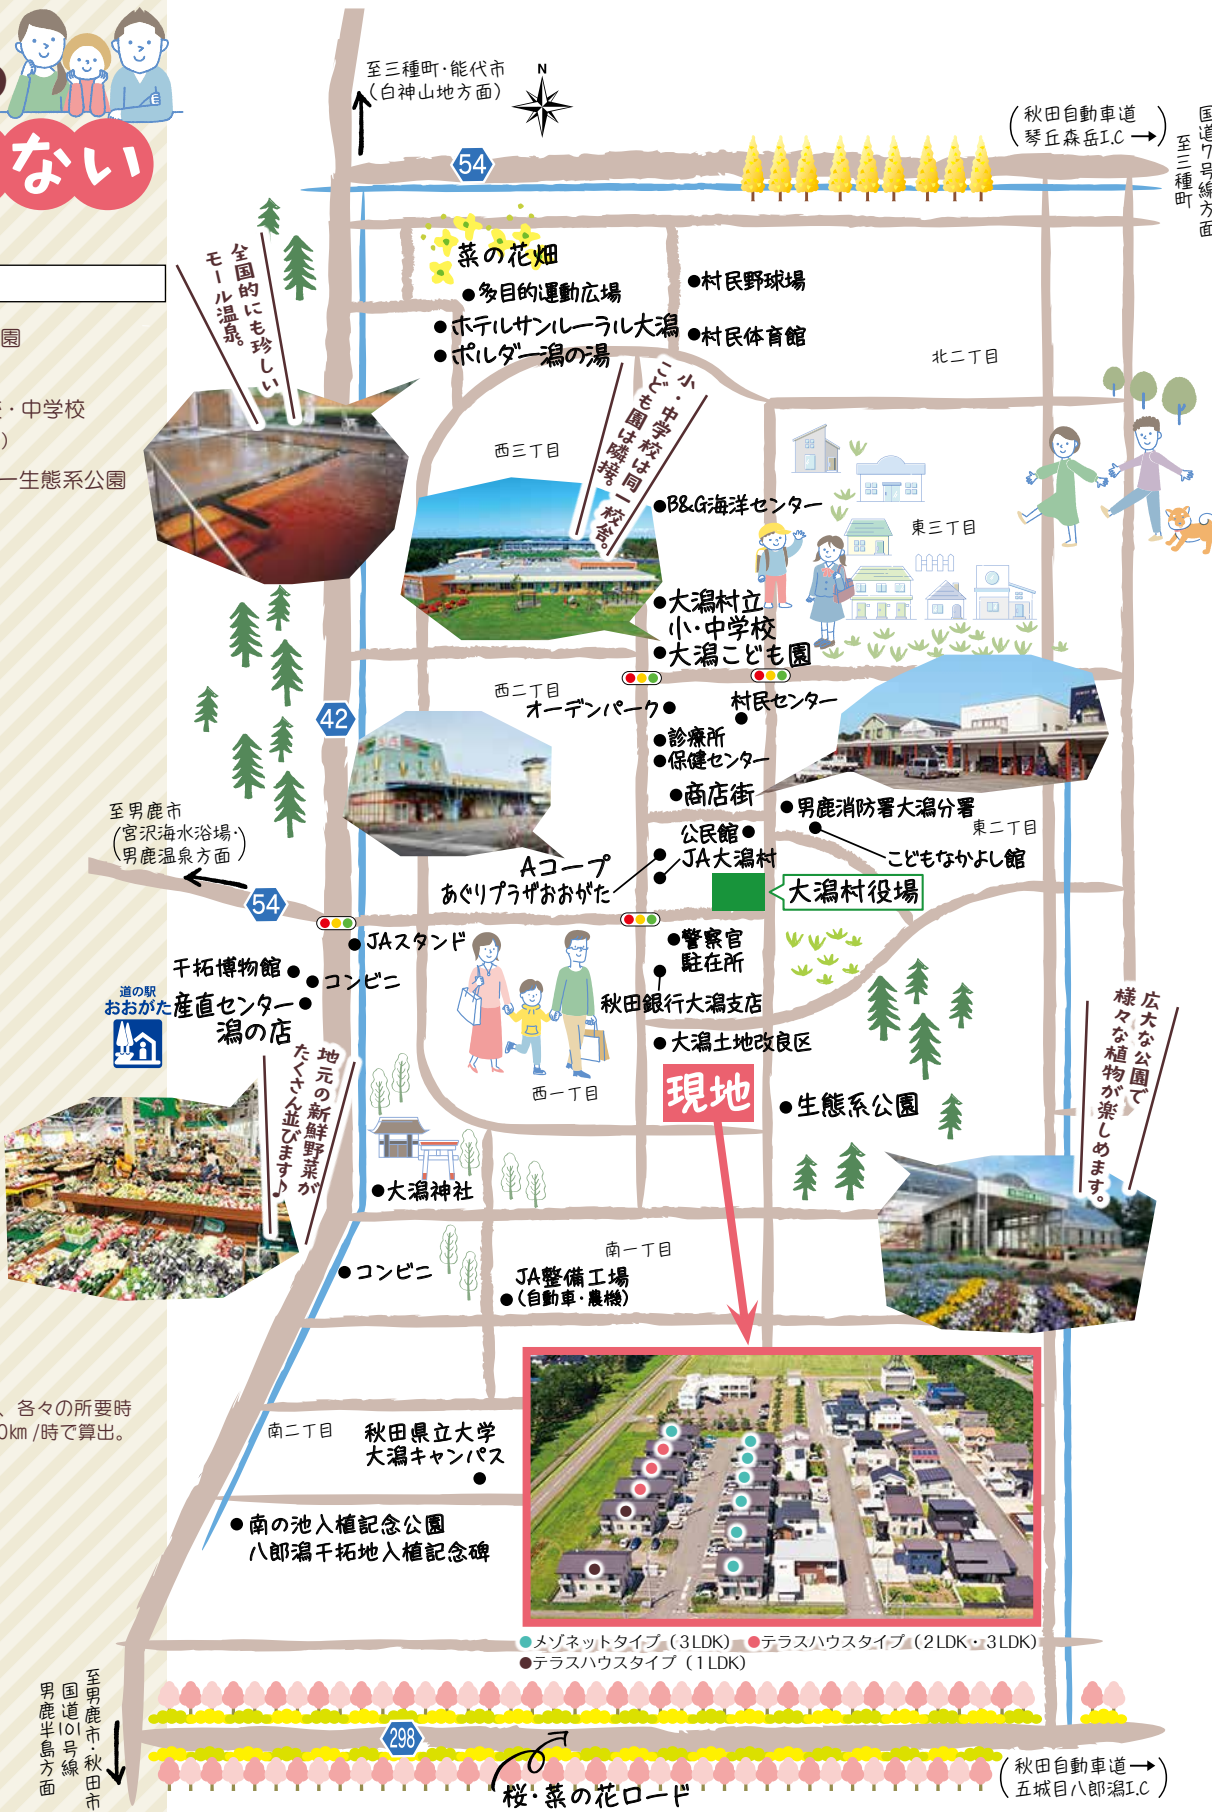 ない
園
・中学校
）
ー生態系公園
、各々の所要時
0km/時で算出。
至三種町・能代市
（白神山地方面）
N
秋田自動車道
琴丘森岳I.C→
国道7号線方面
至三種町
54
全国的にも珍しい
モール温泉。
菜の花畑
多目的運動広場
ホテルサンルーラル大潟
ポルダー潟の湯
村民野球場
村民体育館
北二丁目
小・中学校は同一校舎。
こども園は隣接。
西三丁目
B&G海洋センター
東三丁目
大潟村立
小・中学校
大潟こども園
西二丁目
オーデンパーク
村民センター
42
診療所
保健センター
商店街
男鹿消防署大潟分署
東二丁目
こどもなかよし館
至男鹿市
（宮沢海水浴場・
男鹿温泉方面）
公民館
JA大潟村
Aコープ
あぐりプラザおおがた
大潟村役場
54
JAスタンド
警察官
駐在所
干拓博物館
コンビニ
道の駅
おおがた
産直センター
潟の店
秋田銀行大潟支店
大潟土地改良区
広大な公園で
様々な植物が楽しめます。
地元の新鮮野菜が
たくさん並びます♪
西一丁目
現地
生態系公園
大潟神社
南一丁目
コンビニ
JA整備工場
（自動車・農機）
南二丁目
秋田県立大学
大潟キャンパス
南の池入植記念公園
八郎潟干拓地入植記念碑
●メゾネットタイプ（3LDK） ●テラスハウスタイプ（2LDK・3LDK）
●テラスハウスタイプ（1LDK）
至男鹿市・秋田市
国道101号線
男鹿半島方面
298
桜・菜の花ロード
秋田自動車道→
五城目八郎潟I.C